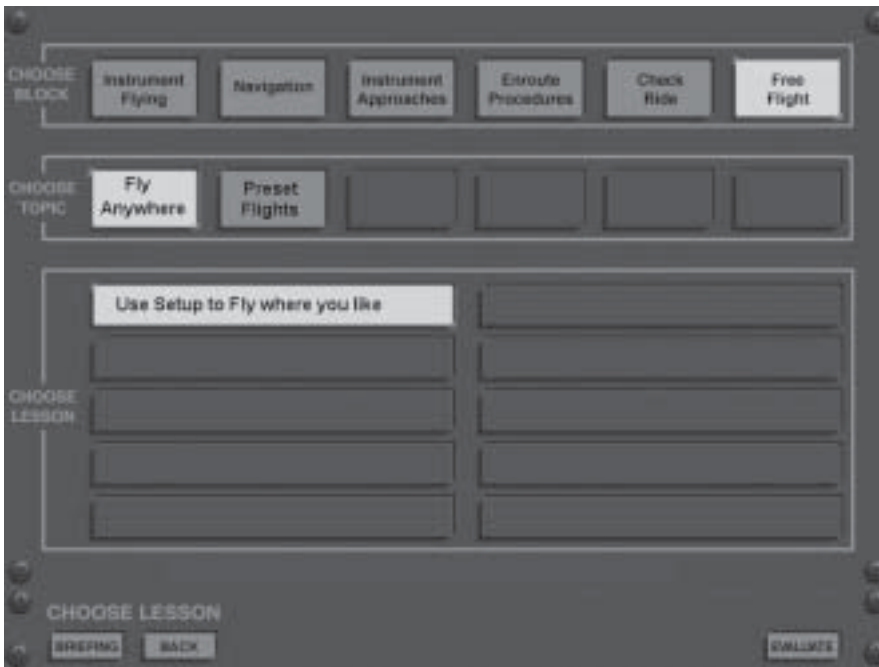 CHOOSE
BLOCK
Instrument
Flying
Navigation
Instrument
Approaches
Enroute
Procedures
Check
Ride
Free
Flight
CHOOSE
TOPIC
Fly
Anywhere
Preset
Flights
CHOOSE
LESSON
Use Setup to Fly where you like
CHOOSE LESSON
BRIEFING
BACK
EVALUATE